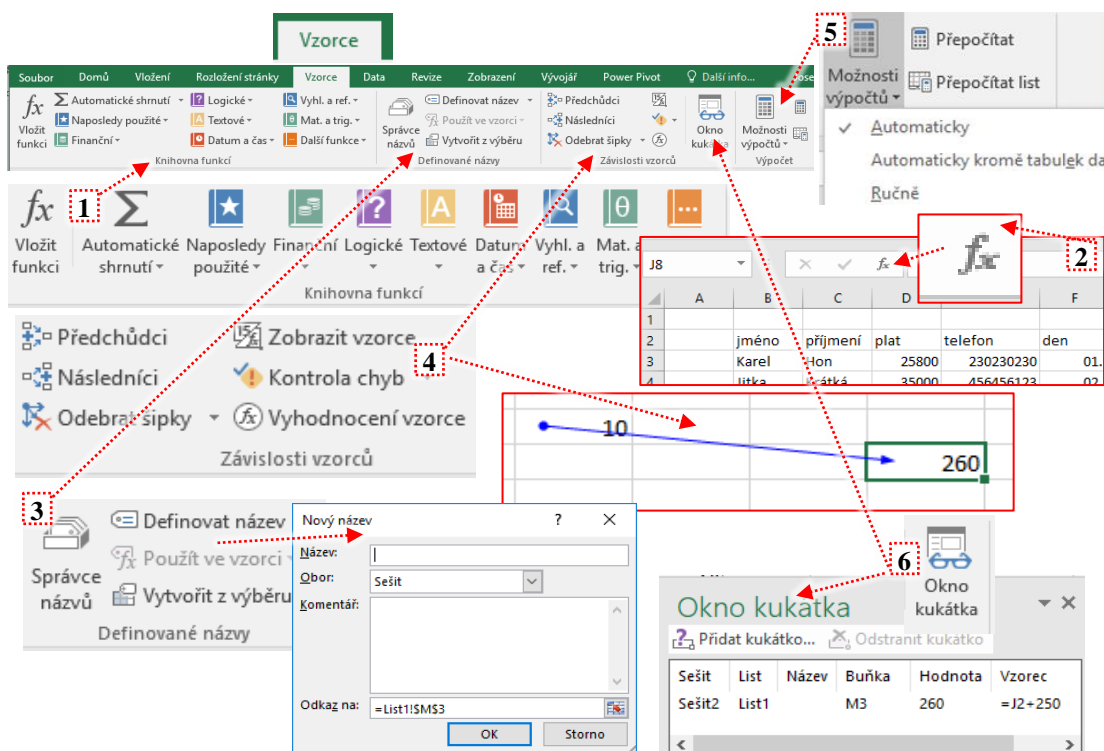 Vzorce
5
Soubor Domů Vložení Rozložení stránky Vzorce Data Revize Zobrazení Vývojář Power Pivot Další info...
fx Vložit funkci
Automatické shrnutí
Naposledy použité
Finanční
Logické
Textové
Datum a čas
Vyhl. a ref.
Mat. a trig.
Další funkce
Knihovna funkcí
Správce názvů
Definovat název
Použít ve vzorci
Vytvořit z výběru
Definované názvy
Předchůdci
Následníci
Odebrat šipky
Závislosti vzorců
Okno kukátka
Možnosti výpočtů
Výpočet
Možnosti výpočtů
Přepočítat
Přepočítat list
Automaticky
Automaticky kromě tabulek da
Ručně
1
fx
Vložit funkci
Automatické shrnutí
Naposledy použité
Finanční
Logické
Textové
Datum a čas
Vyhl. a ref.
Mat. a trig.
Knihovna funkcí
2
fx
J8 fx
A B C D F
1
2 jméno příjmení plat telefon den
3 Karel Hon 25800 230230230 01.
4 Jitka Krátká 35000 456456123 02
Předchůdci
Následníci
Odebrat šipky
Zobrazit vzorce
Kontrola chyb
Vyhodnocení vzorce
Závislosti vzorců
4
10
260
3
Správce názvů
Definovat název
Použít ve vzorci
Vytvořit z výběru
Definované názvy
Nový název ?
Název:
Obor: Sešit
Komentář:
Odkaz na: =List1!$M$3
OK Storno
6
Okno kukátka
Okno kukátka
Přidat kukátko... Odstranit kukátko
Sešit List Název Buňka Hodnota Vzorec
Sešit2 List1 M3 260 =J2+250